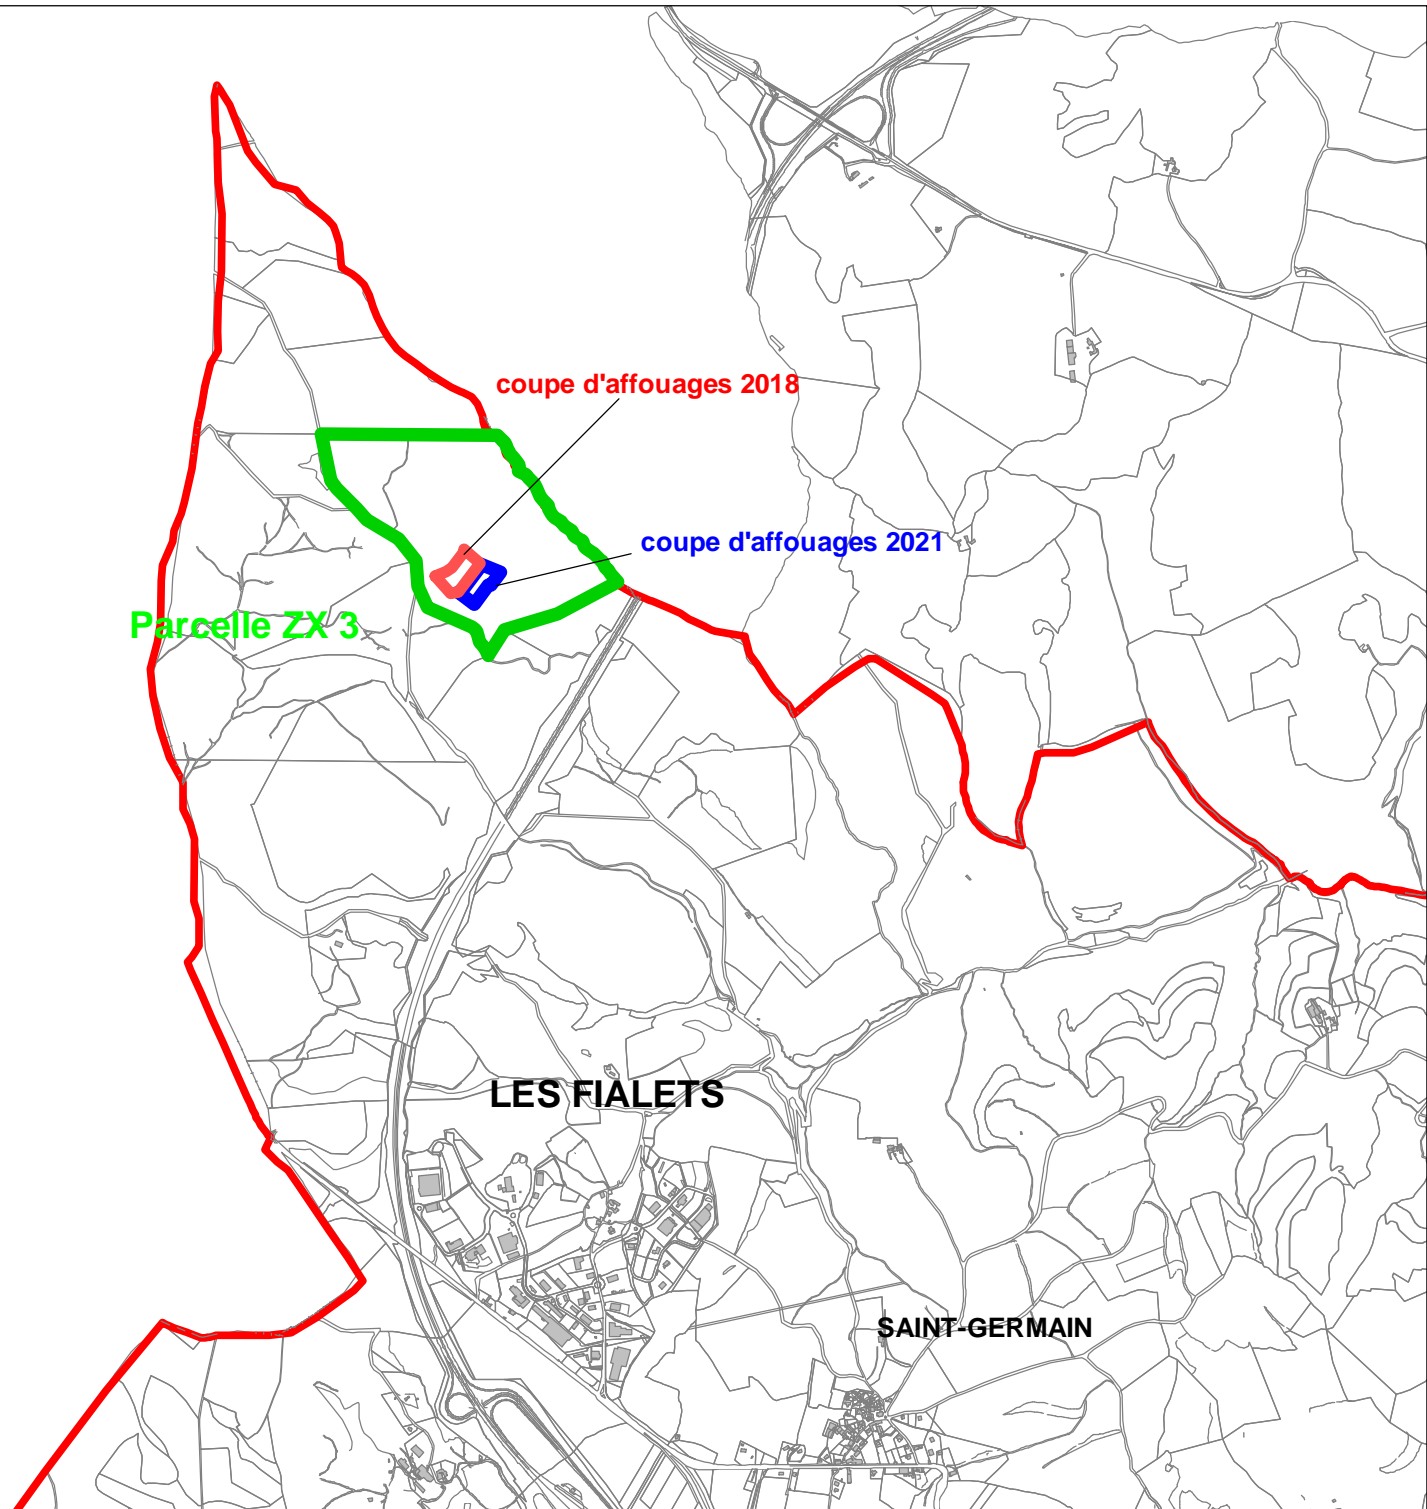 coupe d'affouages 2018
coupe d'affouages 2021
Parcelle ZX 3
LES FIALETS
SAINT-GERMAIN